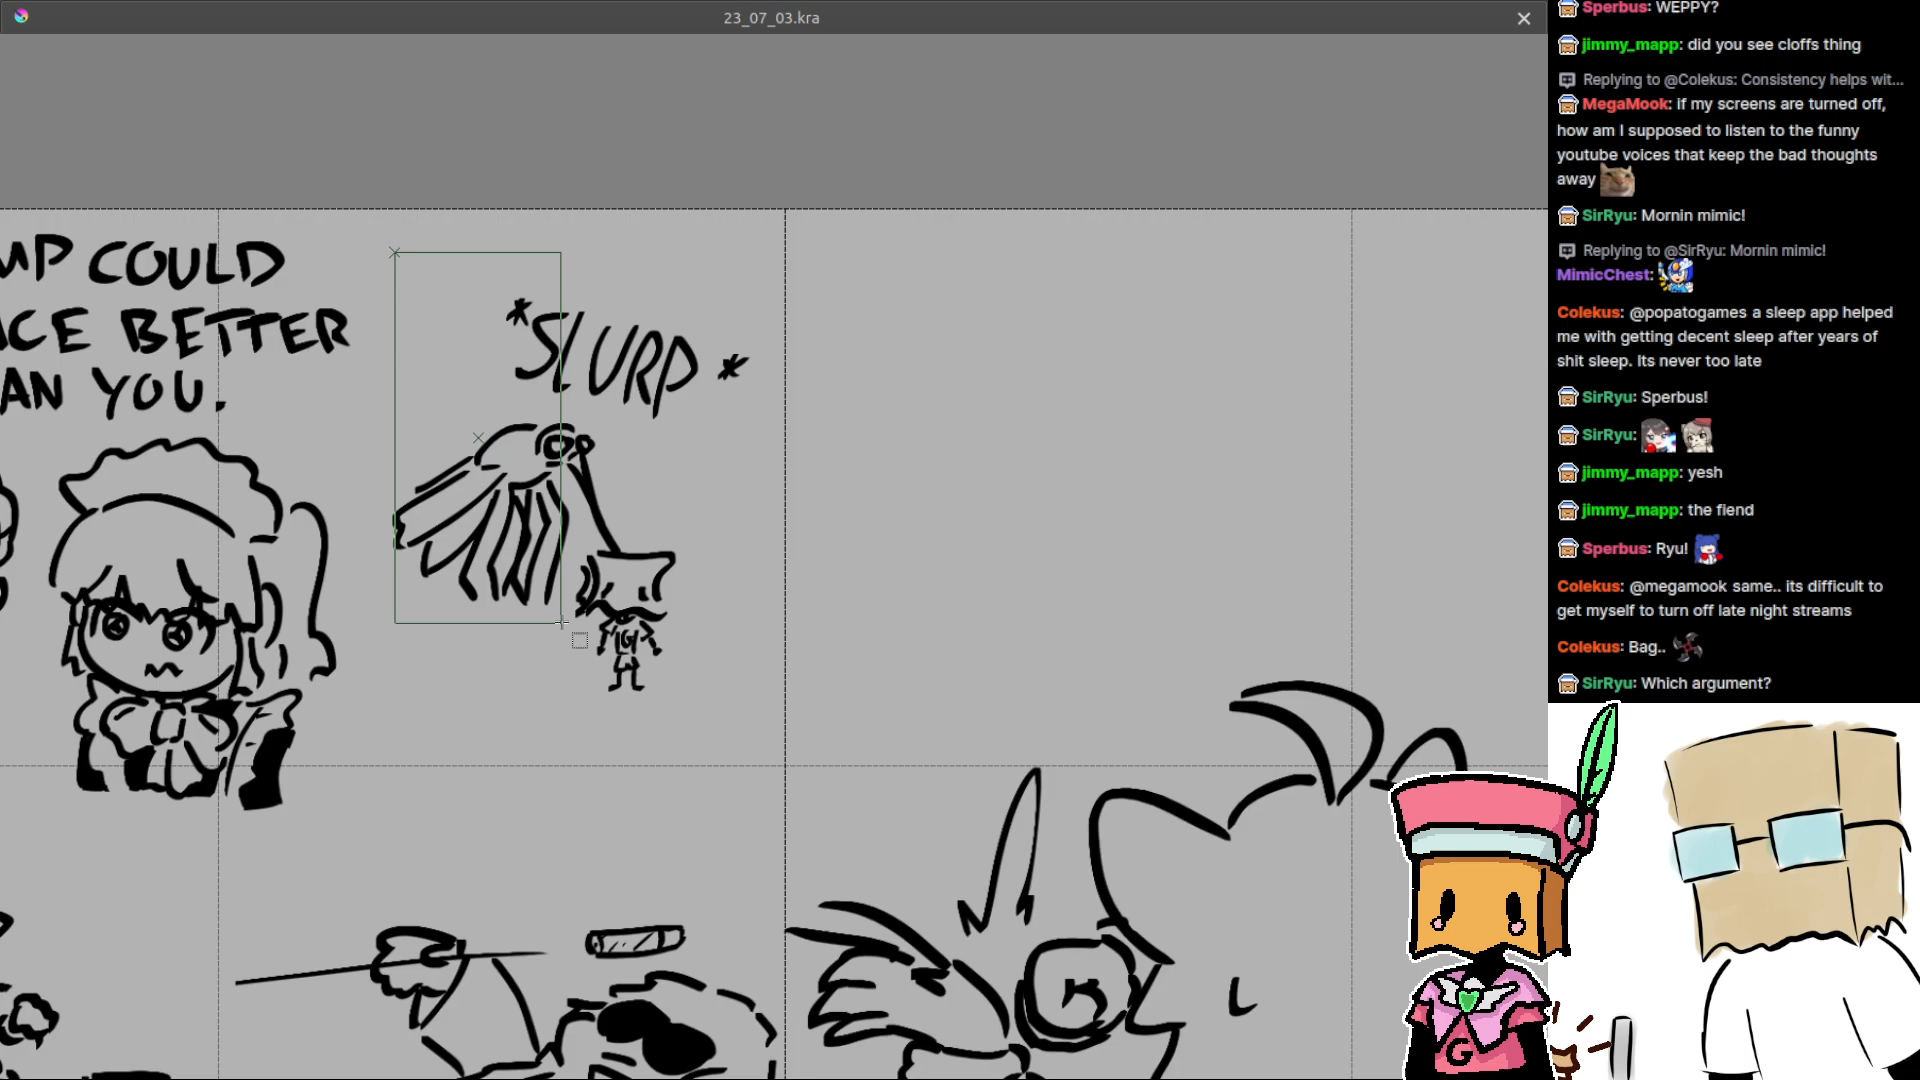 23_07_03.kra
Sperbus: WEPPY?
jimmy_mapp: did you see cloffs thing
Replying to @Colekus: Consistency helps wit...
MegaMook: if my screens are turned off,
how am I supposed to listen to the funny
youtube voices that keep the bad thoughts
away
SirRyu: Mornin mimic!
Replying to @SirRyu: Mornin mimic!
MimicChest:
Colekus: @popatogames a sleep app helped
me with getting decent sleep after years of
shit sleep. Its never too late
SirRyu: Sperbus!
SirRyu:
jimmy_mapp: yesh
jimmy_mapp: the fiend
Sperbus: Ryu!
Colekus: @megamook same.. its difficult to
get myself to turn off late night streams
Colekus: Bag..
SirRyu: Which argument?
COULD
BETTER
YOU.
*SLURP*
G
G